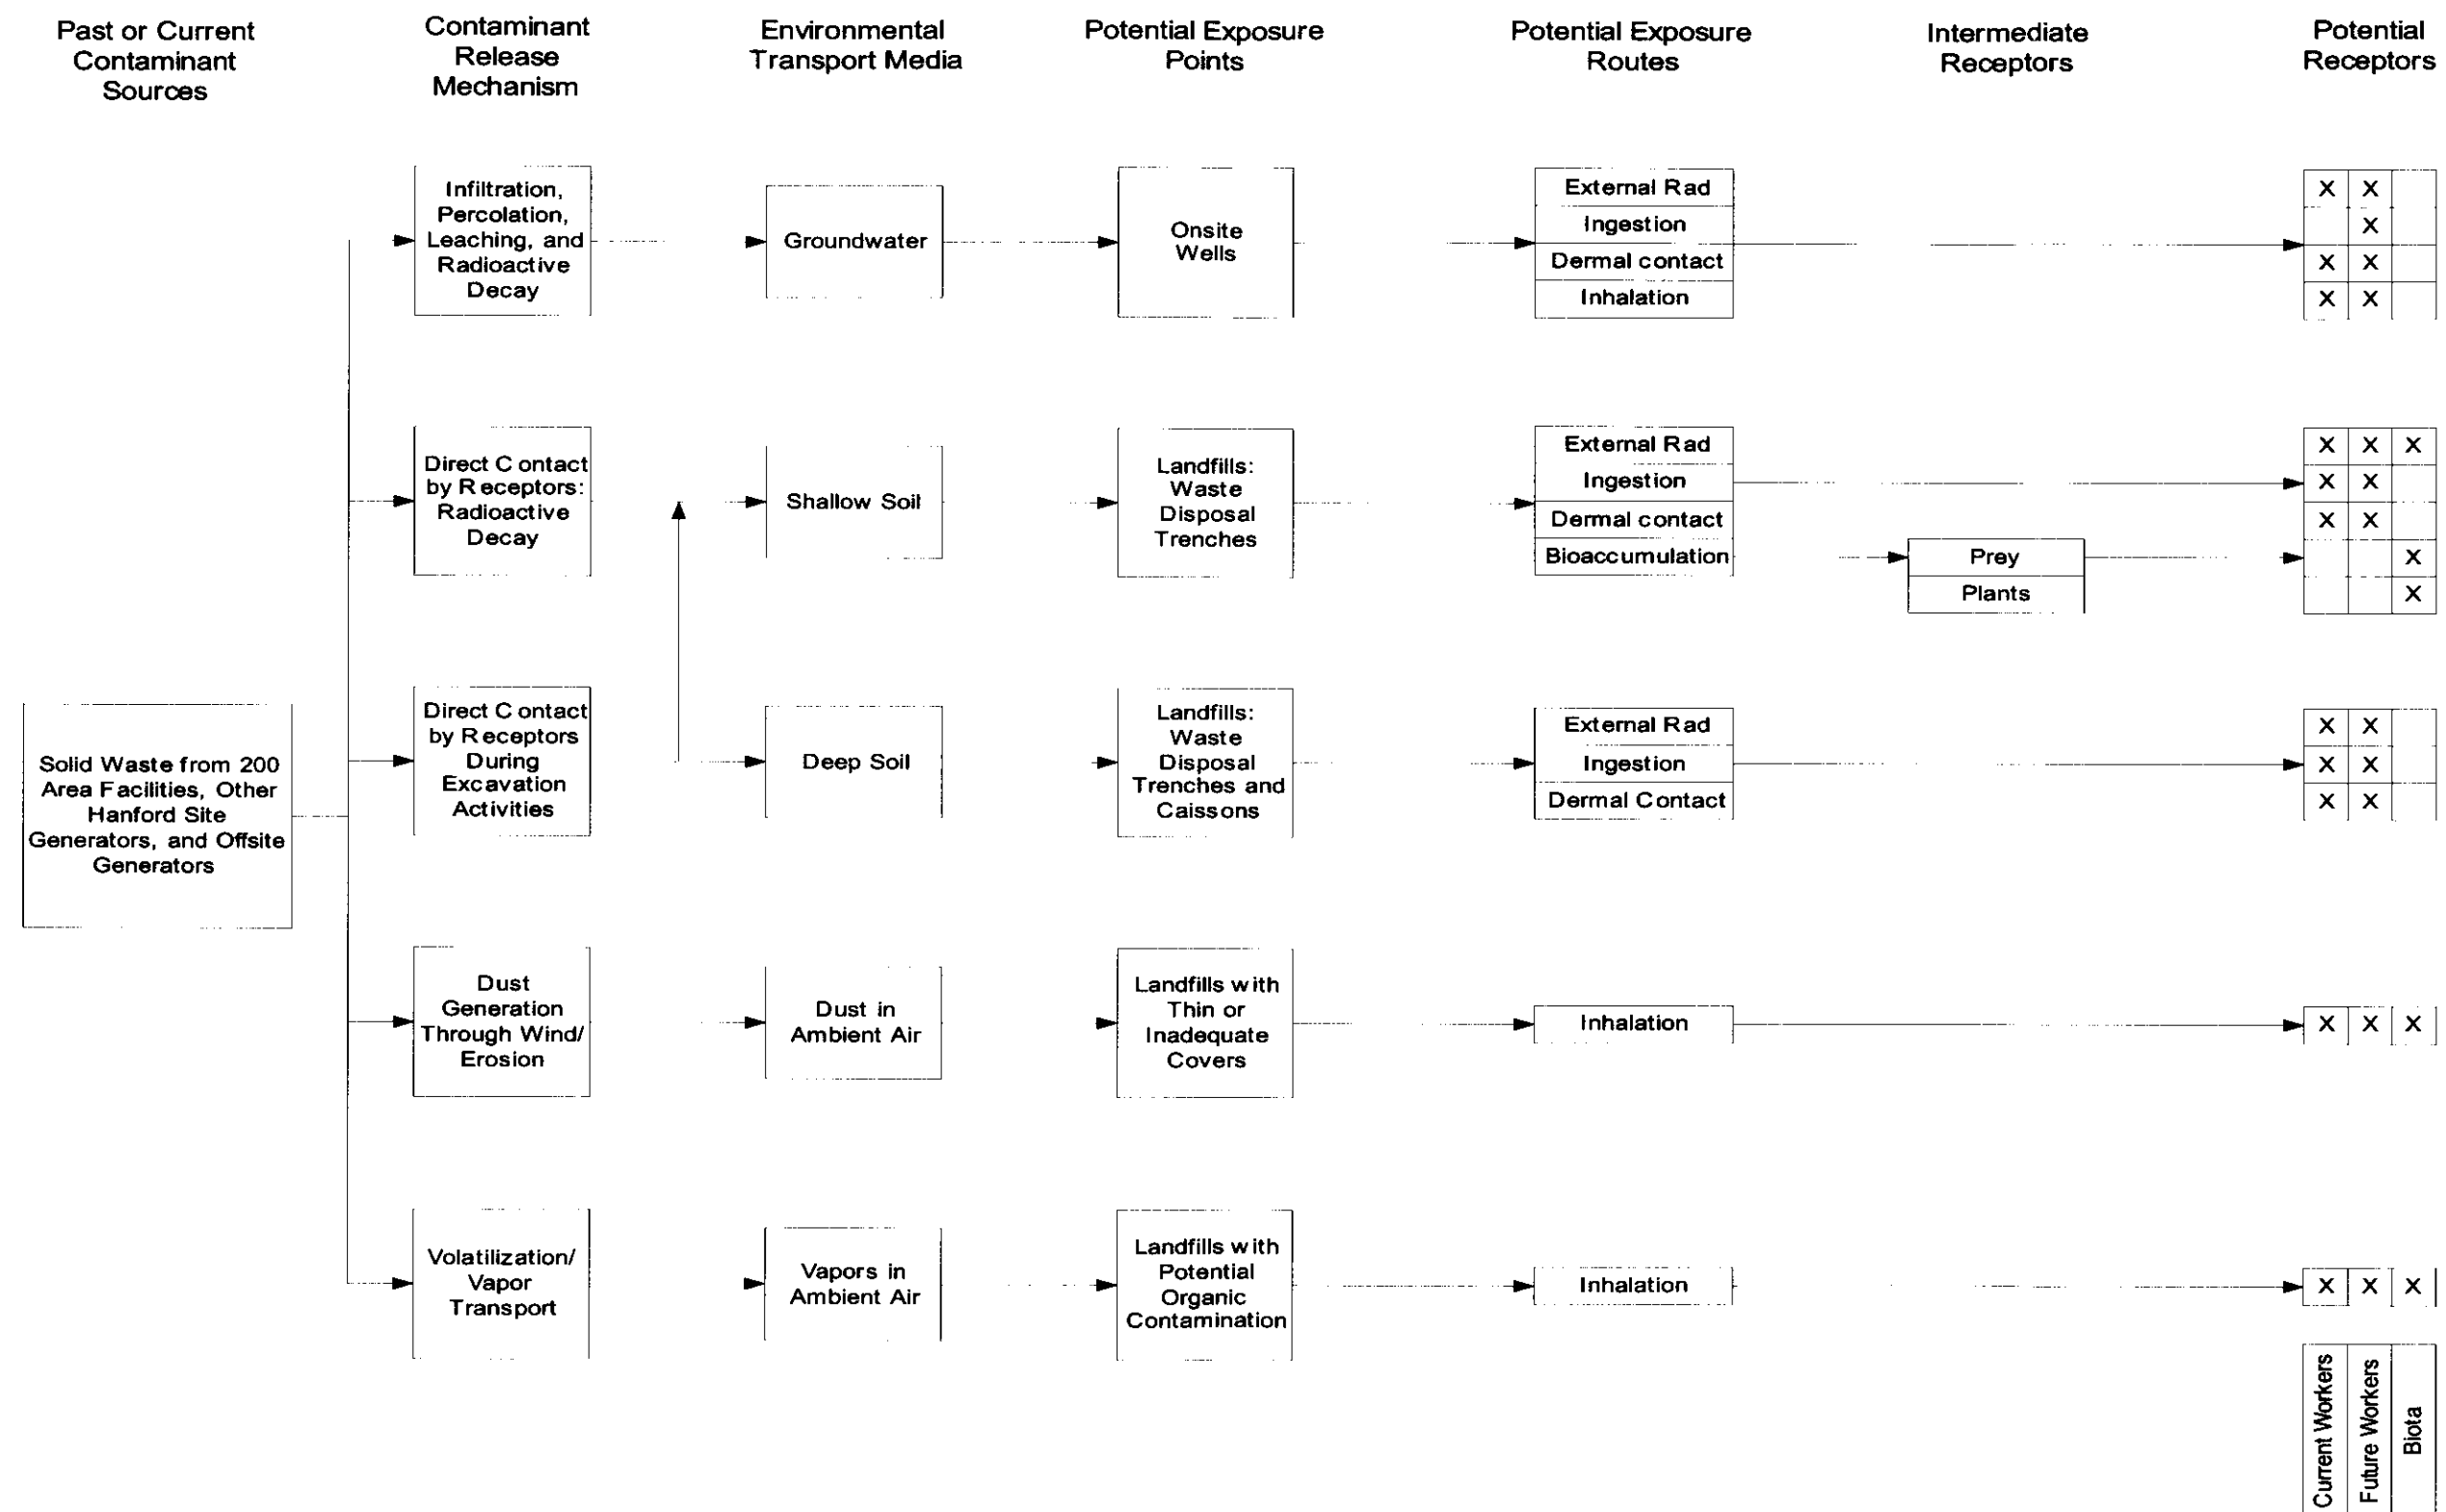 Past or Current
Contaminant
Sources
Contaminant
Release
Mechanism
Environmental
Transport Media
Potential Exposure
Points
Potential Exposure
Routes
Intermediate
Receptors
Potential
Receptors
Solid Waste from 200
Area Facilities, Other
Hanford Site
Generators, and Offsite
Generators
Infiltration,
Percolation,
Leaching, and
Radioactive
Decay
Groundwater
Onsite
Wells
External Rad
Ingestion
Dermal contact
Inhalation
X X
X
X X
X X
Direct Contact
by Receptors:
Radioactive
Decay
Shallow Soil
Landfills:
Waste
Disposal
Trenches
External Rad
Ingestion
Dermal contact
Bioaccumulation
Prey
Plants
X X X
X X
X X
X
X
Direct Contact
by Receptors
During
Excavation
Activities
Deep Soil
Landfills:
Waste
Disposal
Trenches and
Caissons
External Rad
Ingestion
Dermal Contact
X X
X X
X X
Dust
Generation
Through Wind/
Erosion
Dust in
Ambient Air
Landfills with
Thin or
Inadequate
Covers
Inhalation
X X X
Volatilization/
Vapor
Transport
Vapors in
Ambient Air
Landfills with
Potential
Organic
Contamination
Inhalation
X X X
Current Workers
Future Workers
Biota